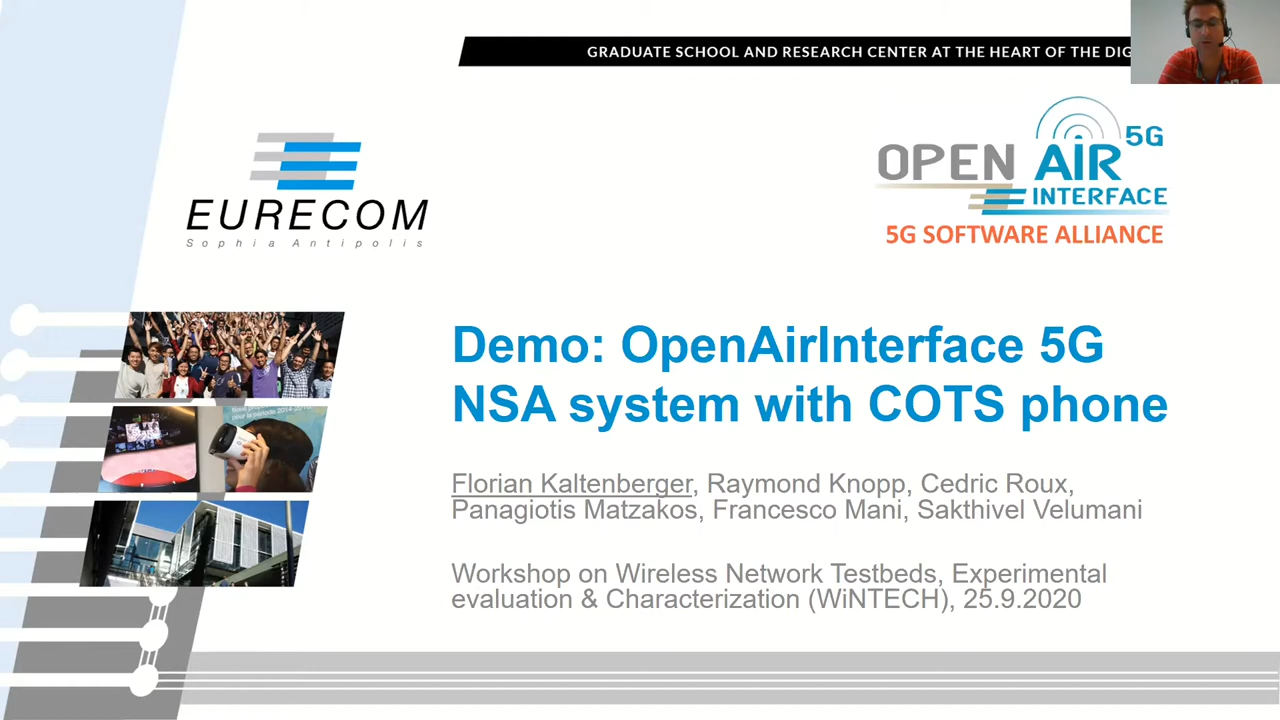 GRADUATE SCHOOL AND RESEARCH CENTER AT THE HEART OF THE DIG
EURECOM
Sophia Antipolis
OPEN AIR 5G
INTERFACE
5G SOFTWARE ALLIANCE
Demo: OpenAirInterface 5G
NSA system with COTS phone
Florian Kaltenberger, Raymond Knopp, Cedric Roux,
Panagiotis Matzakos, Francesco Mani, Sakthivel Velumani
Workshop on Wireless Network Testbeds, Experimental
evaluation & Characterization (WiNTECH), 25.9.2020